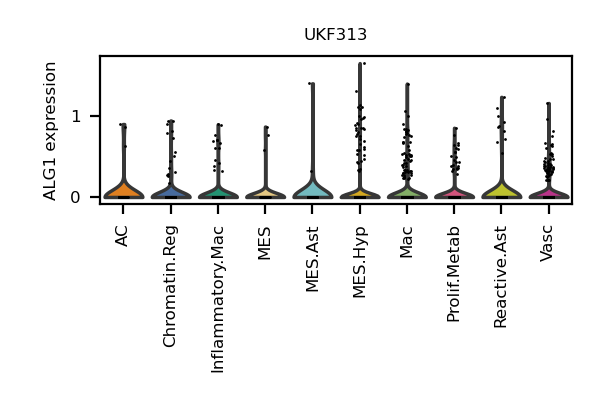 UKF313
ALG1 expression
1
0
AC
Chromatin.Reg
Inflammatory.Mac
MES
MES.Ast
MES.Hyp
Mac
Prolif.Metab
Reactive.Ast
Vasc